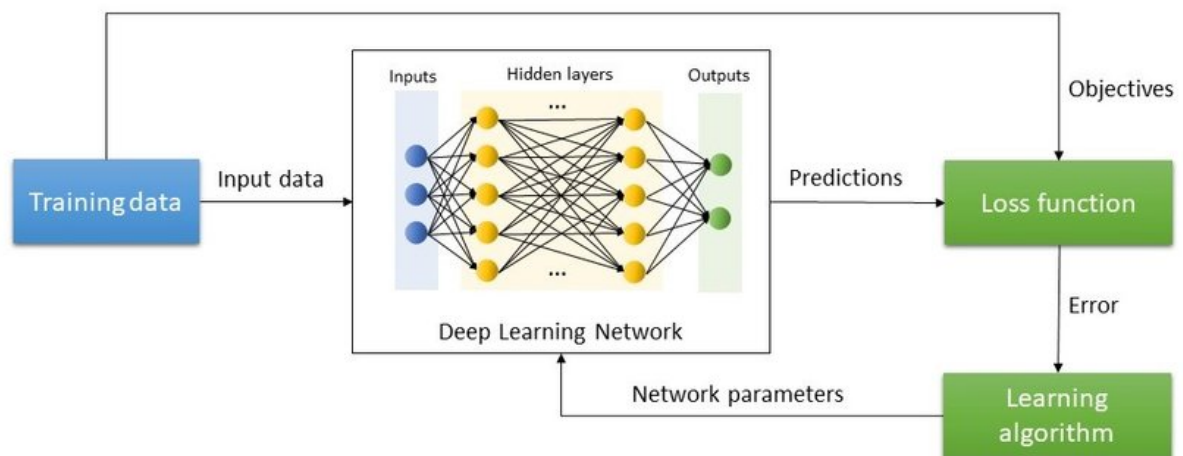 Inputs
Hidden layers
Outputs
...
Objectives
Training data
Input data
Predictions
Loss function
...
Deep Learning Network
Error
Network parameters
Learning
algorithm